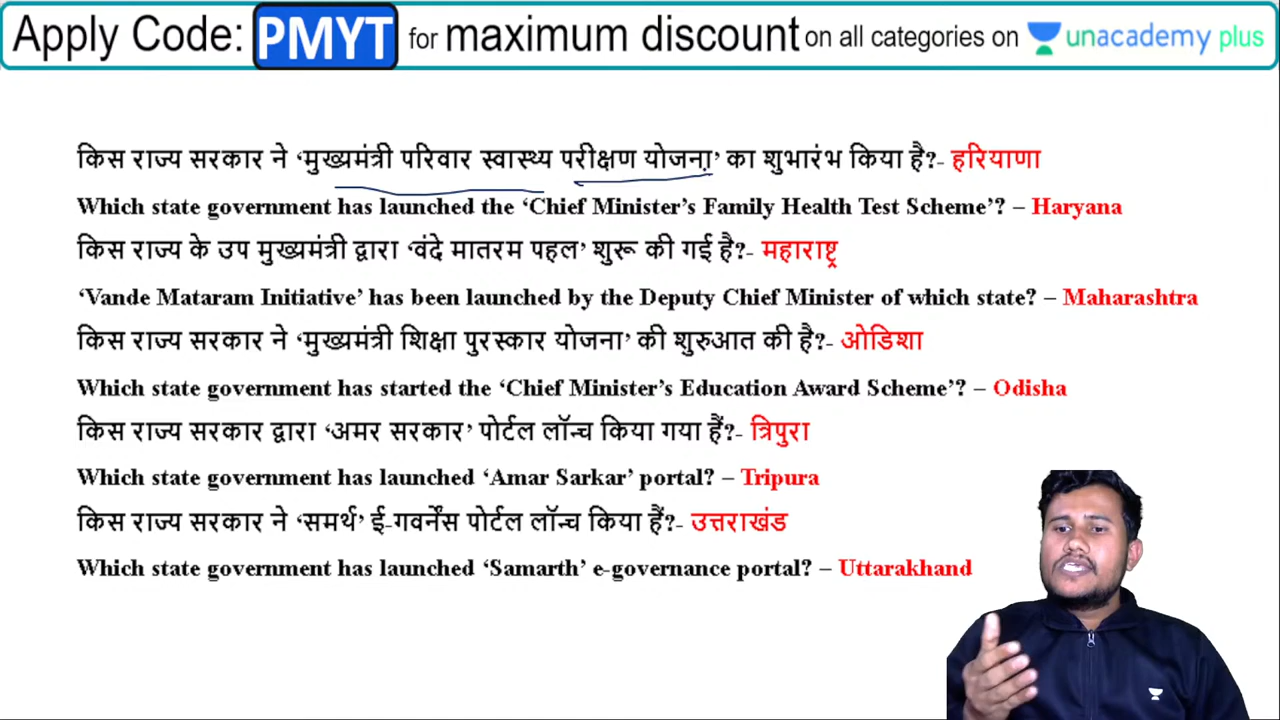 Apply Code: PMYT for maximum discount on all categories on unacademy plus
किस राज्य सरकार ने ‘मुख्यमंत्री परिवार स्वास्थ्य परीक्षण योजना’ का शुभारंभ किया है?- हरियाणा
Which state government has launched the ‘Chief Minister’s Family Health Test Scheme’? – Haryana
किस राज्य के उप मुख्यमंत्री द्वारा ‘वंदे मातरम पहल’ शुरू की गई है?- महाराष्ट्र
‘Vande Mataram Initiative’ has been launched by the Deputy Chief Minister of which state? – Maharashtra
किस राज्य सरकार ने ‘मुख्यमंत्री शिक्षा पुरस्कार योजना’ की शुरुआत की है?- ओडिशा
Which state government has started the ‘Chief Minister’s Education Award Scheme’? – Odisha
किस राज्य सरकार द्वारा ‘अमर सरकार’ पोर्टल लॉन्च किया गया हैं?- त्रिपुरा
Which state government has launched ‘Amar Sarkar’ portal? – Tripura
किस राज्य सरकार ने ‘समर्थ’ ई-गवर्नेंस पोर्टल लॉन्च किया हैं?- उत्तराखंड
Which state government has launched ‘Samarth’ e-governance portal? – Uttarakhand